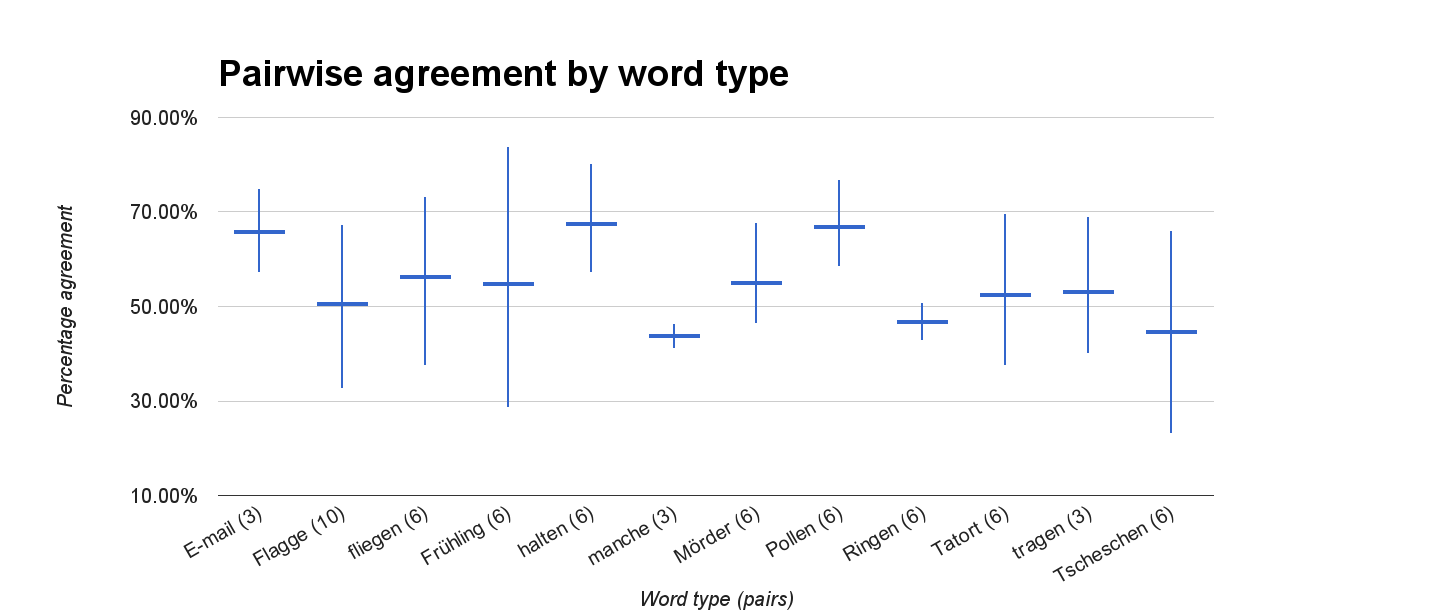 Pairwise agreement by word type
90.00%
70.00%
50.00%
30.00%
10.00%
Percentage agreement
E-mail (3)
Flagge (10)
fliegen (6)
Frühling (6)
halten (6)
manche (3)
Mörder (6)
Pollen (6)
Ringen (6)
Tatort (6)
tragen (3)
Tscheschen (6)
Word type (pairs)